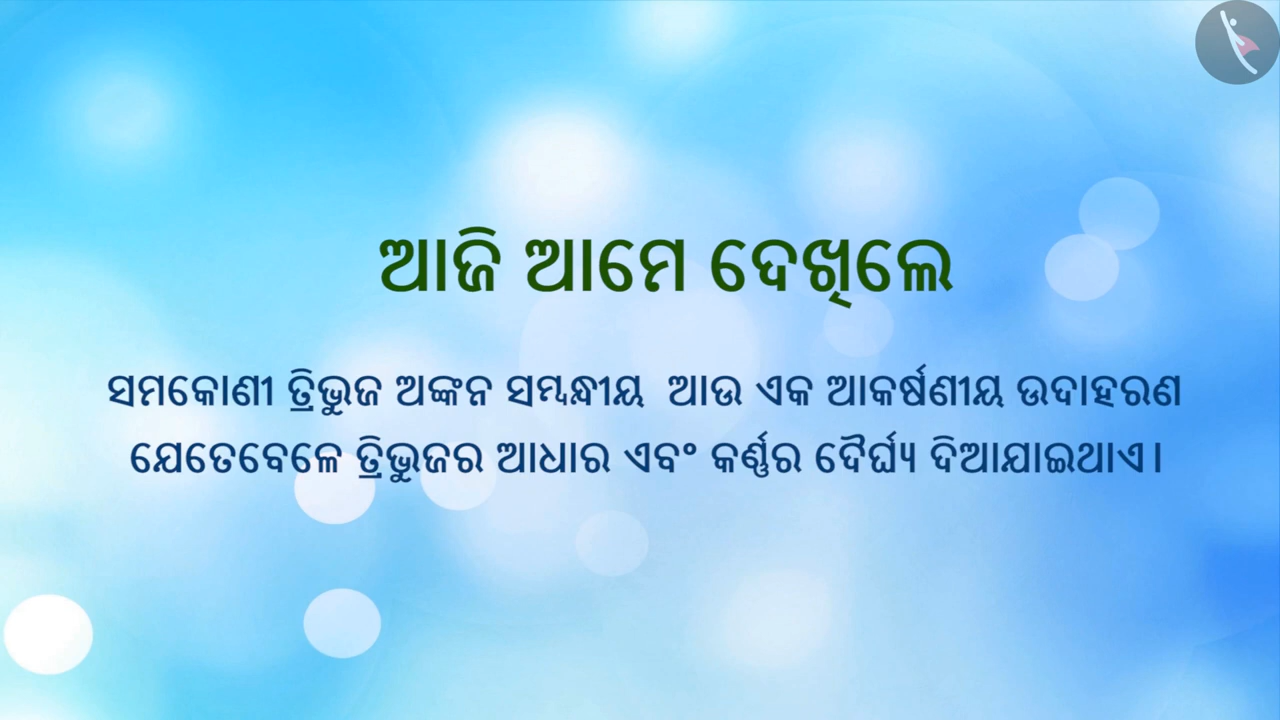 ଆଜି ଆମେ ଦେଖିଲେ
ସମକୋଣୀ ତ୍ରିଭୁଜ ଅଙ୍କନ ସମ୍ବନ୍ଧୀୟ ଆଉ ଏକ ଆକର୍ଷଣୀୟ ଉଦାହରଣ
ଯେତେବେଳେ ତ୍ରିଭୁଜର ଆଧାର ଏବଂ କର୍ଣ୍ଣର ଦୈର୍ଘ୍ୟ ଦିଆଯାଇଥାଏ।